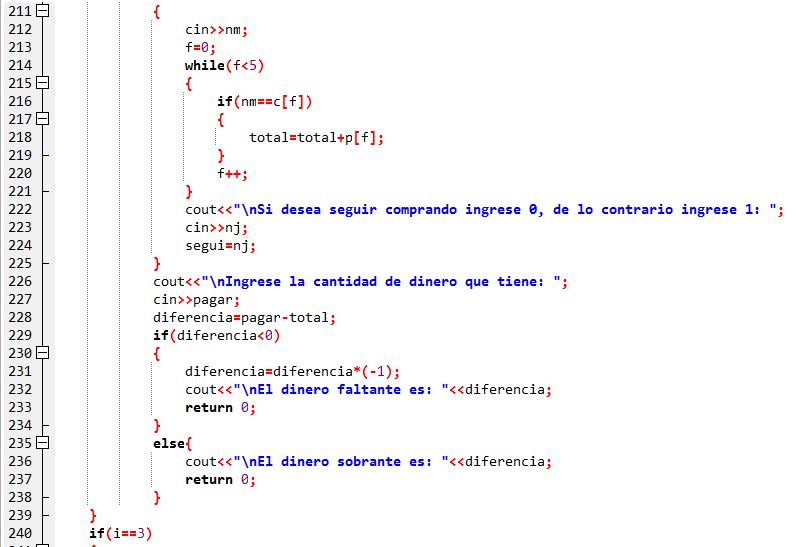 211 {
212 cin>>nm;
213 f=0;
214 while(f<5)
215 {
216 if(nm==c[f])
217 {
218 total=total+p[f];
219 }
220 f++;
221 }
222 cout<<"\nSi desea seguir comprando ingrese 0, de lo contrario ingrese 1: ";
223 cin>>nj;
224 segui=nj;
225 }
226 cout<<"\nIngrese la cantidad de dinero que tiene: ";
227 cin>>pagar;
228 diferencia=pagar-total;
229 if(diferencia<0)
230 {
231 diferencia=diferencia*(-1);
232 cout<<"\nEl dinero faltante es: "<<diferencia;
233 return 0;
234 }
235 else{
236 cout<<"\nEl dinero sobrante es: "<<diferencia;
237 return 0;
238 }
239 }
240 if(i==3)